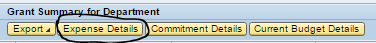 Grant Summary for Department
Export Expense Details Commitment Details Current Budget Details